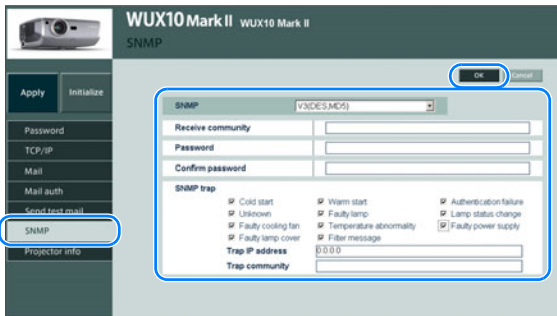 WUX10 Mark II WUX10 Mark II
SNMP
OK Cancel
Apply Initialize
SNMP V3(DES,MD5)
Receive community
Password
Password
TCP/IP
Confirm password
Mail
SNMP trap
Mail auth
Cold start Warm start Authentication failure
Send test mail
Unknown Faulty lamp Lamp status change
SNMP
Faulty cooling fan Temperature abnormality Faulty power supply
Faulty lamp cover Filter message
Projector info
Trap IP address 0.0.0.0
Trap community